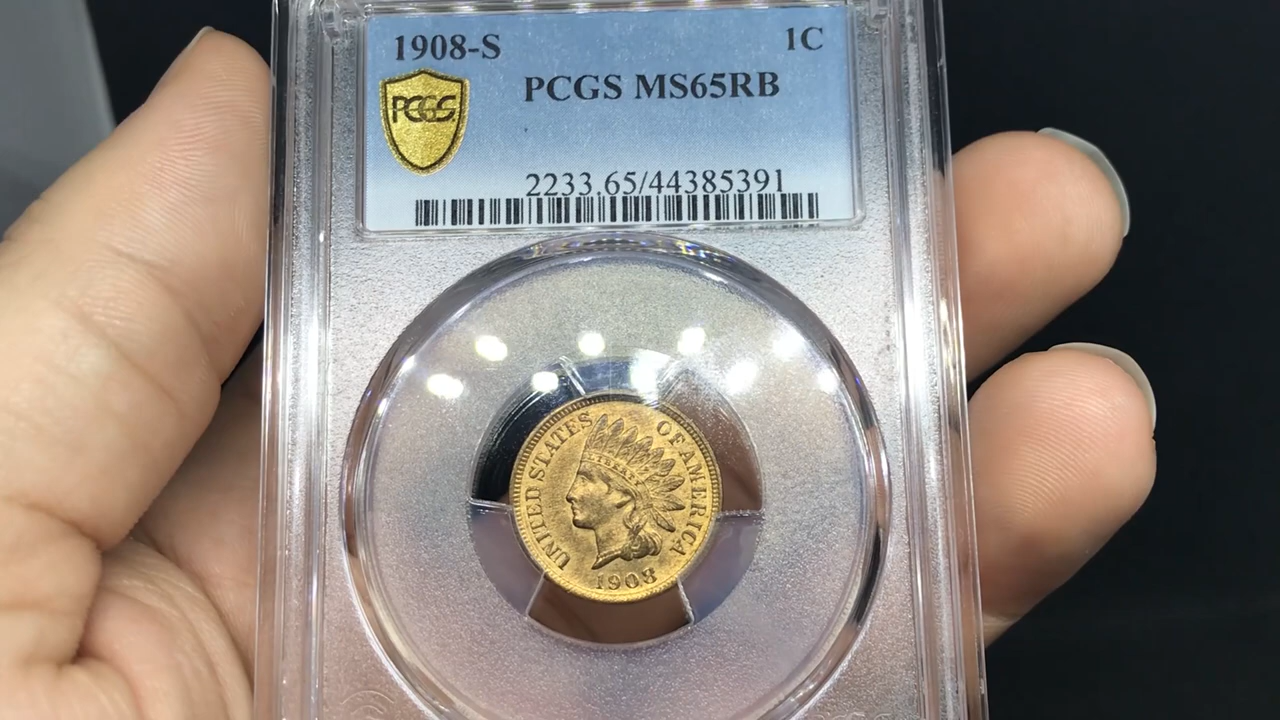 1908-S 1C
PCGS MS65RB
PCGS
2233.65/44385391
UNITED STATES OF AMERICA
1908